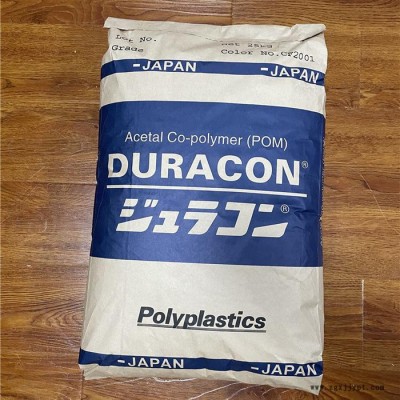 Lot No.
Grade
Net 25kg
Color No.CF2001
-JAPAN- -JAPAN
Acetal Co-polymer (POM)
DURACON®
ジュラコン®
Polyplastics
-JAPAN- -JAPAN